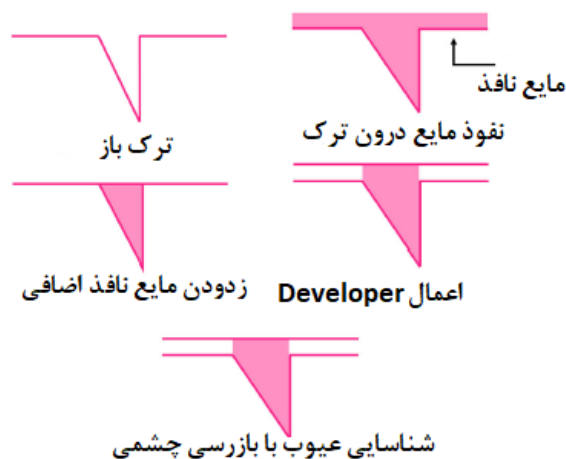 ترک باز
مایع نافذ
نفوذ مایع درون ترک
زدودن مایع نافذ اضافی
اعمال Developer
شناسایی عیوب با بازرسی چشمی